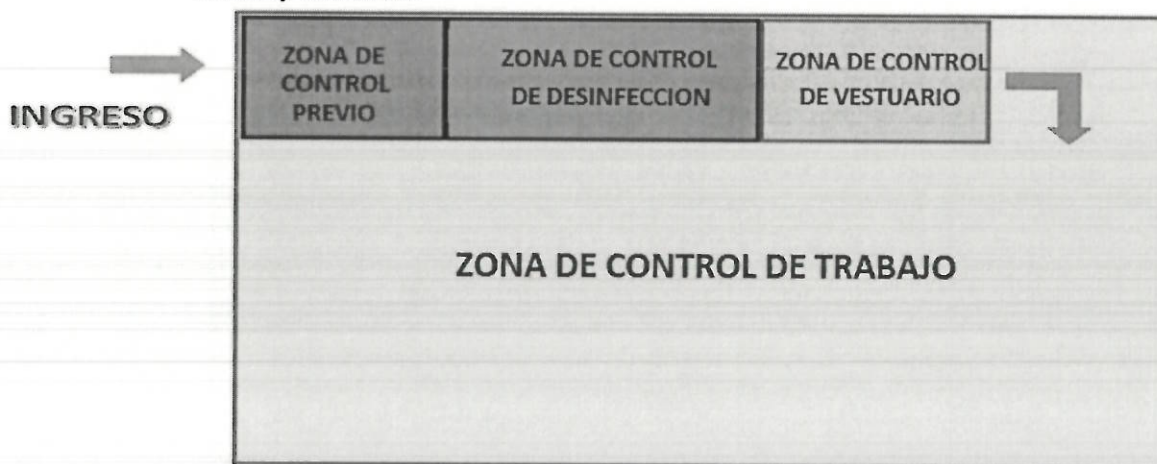 INGRESO
ZONA DE
CONTROL
PREVIO
ZONA DE CONTROL
DE DESINFECCION
ZONA DE CONTROL
DE VESTUARIO
ZONA DE CONTROL DE TRABAJO